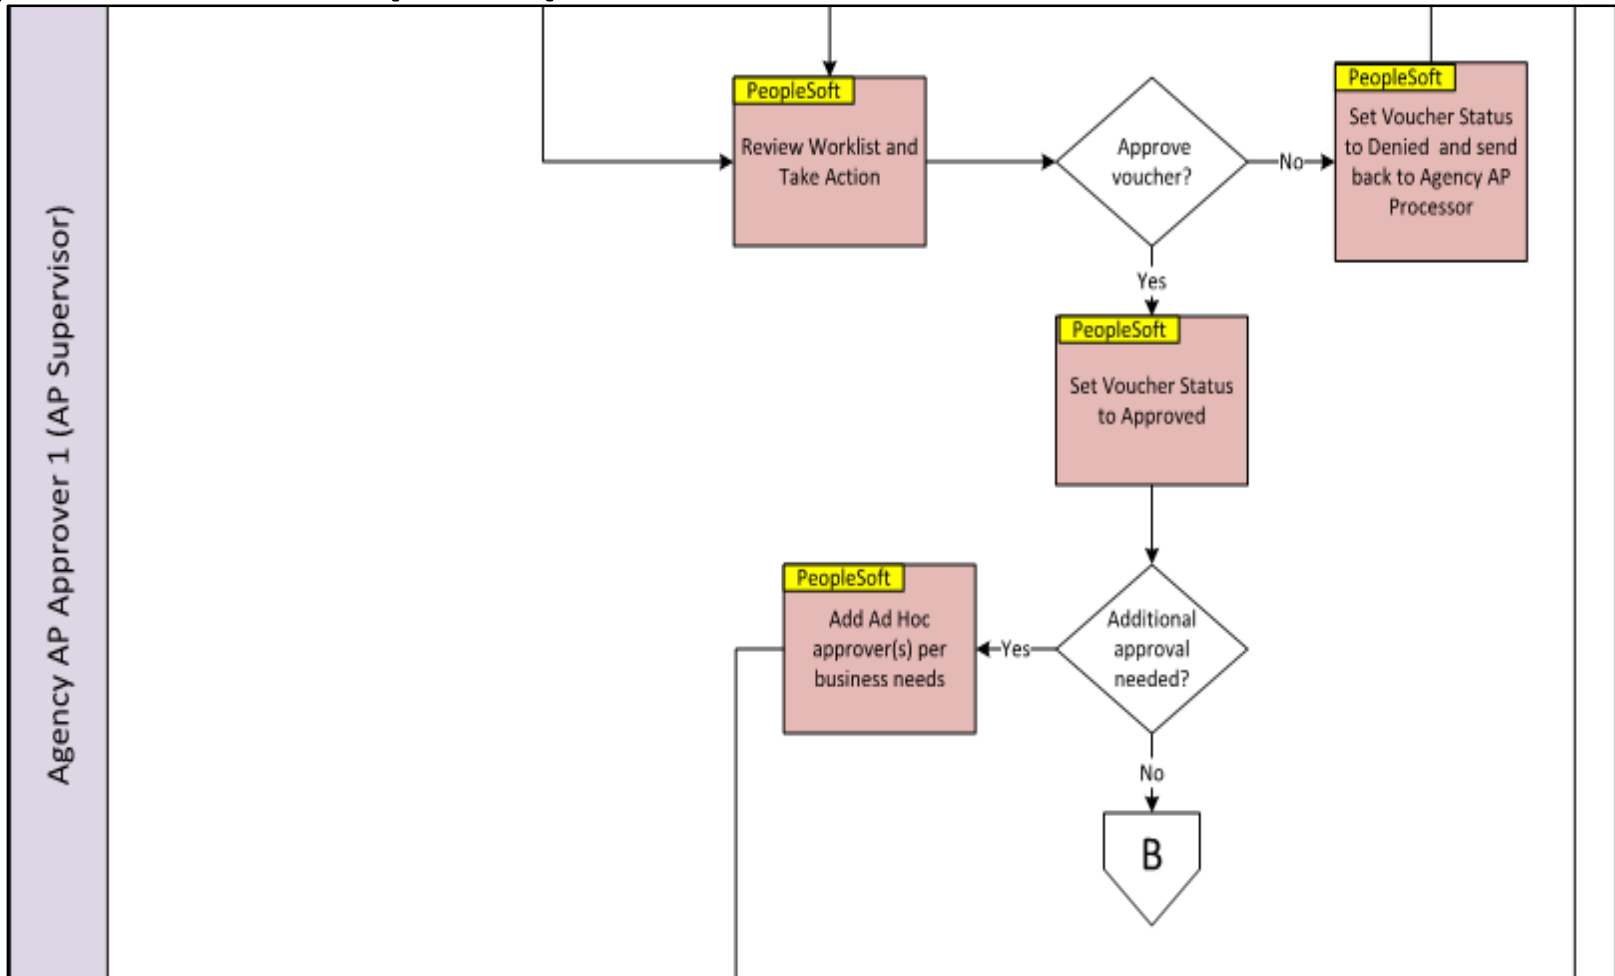 Agency AP Approver 1 (AP Supervisor)
PeopleSoft
Review Worklist and
Take Action
Approve
voucher?
No
PeopleSoft
Set Voucher Status
to Denied and send
back to Agency AP
Processor
Yes
PeopleSoft
Set Voucher Status
to Approved
Additional
approval
needed?
Yes
PeopleSoft
Add Ad Hoc
approver(s) per
business needs
No
B